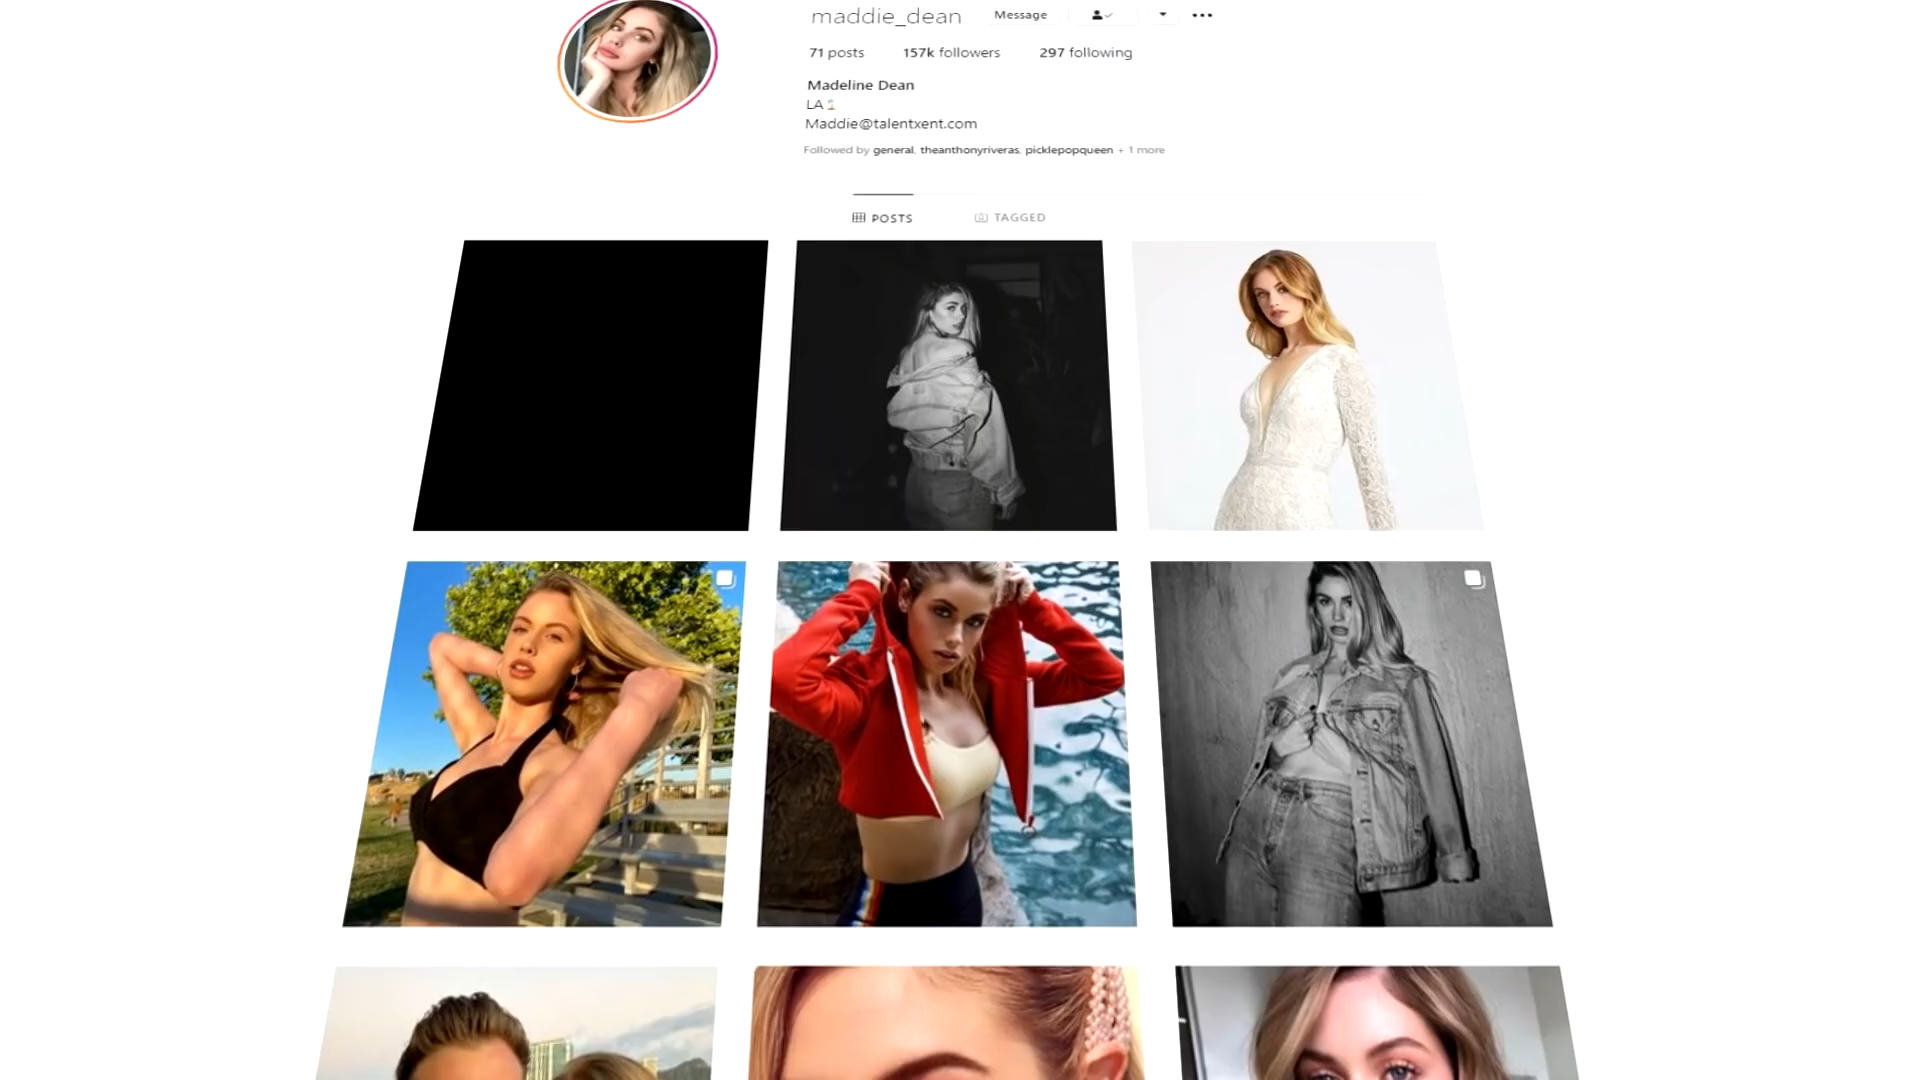 maddie_dean Message
71 posts 157k followers 297 following
Madeline Dean
LA
Maddie@talentxent.com
Followed by general, theanthonyriveras, picklepopqueen + 1 more
POSTS TAGGED